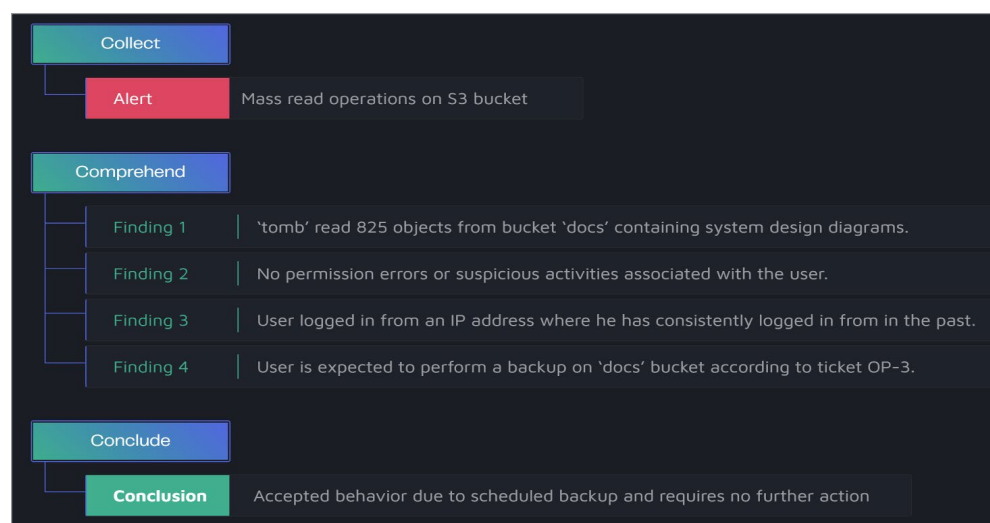 Collect
Alert Mass read operations on S3 bucket
Comprehend
Finding 1 ‘tomb’ read 825 objects from bucket ‘docs’ containing system design diagrams.
Finding 2 No permission errors or suspicious activities associated with the user.
Finding 3 User logged in from an IP address where he has consistently logged in from in the past.
Finding 4 User is expected to perform a backup on ‘docs’ bucket according to ticket OP-3.
Conclude
Conclusion Accepted behavior due to scheduled backup and requires no further action